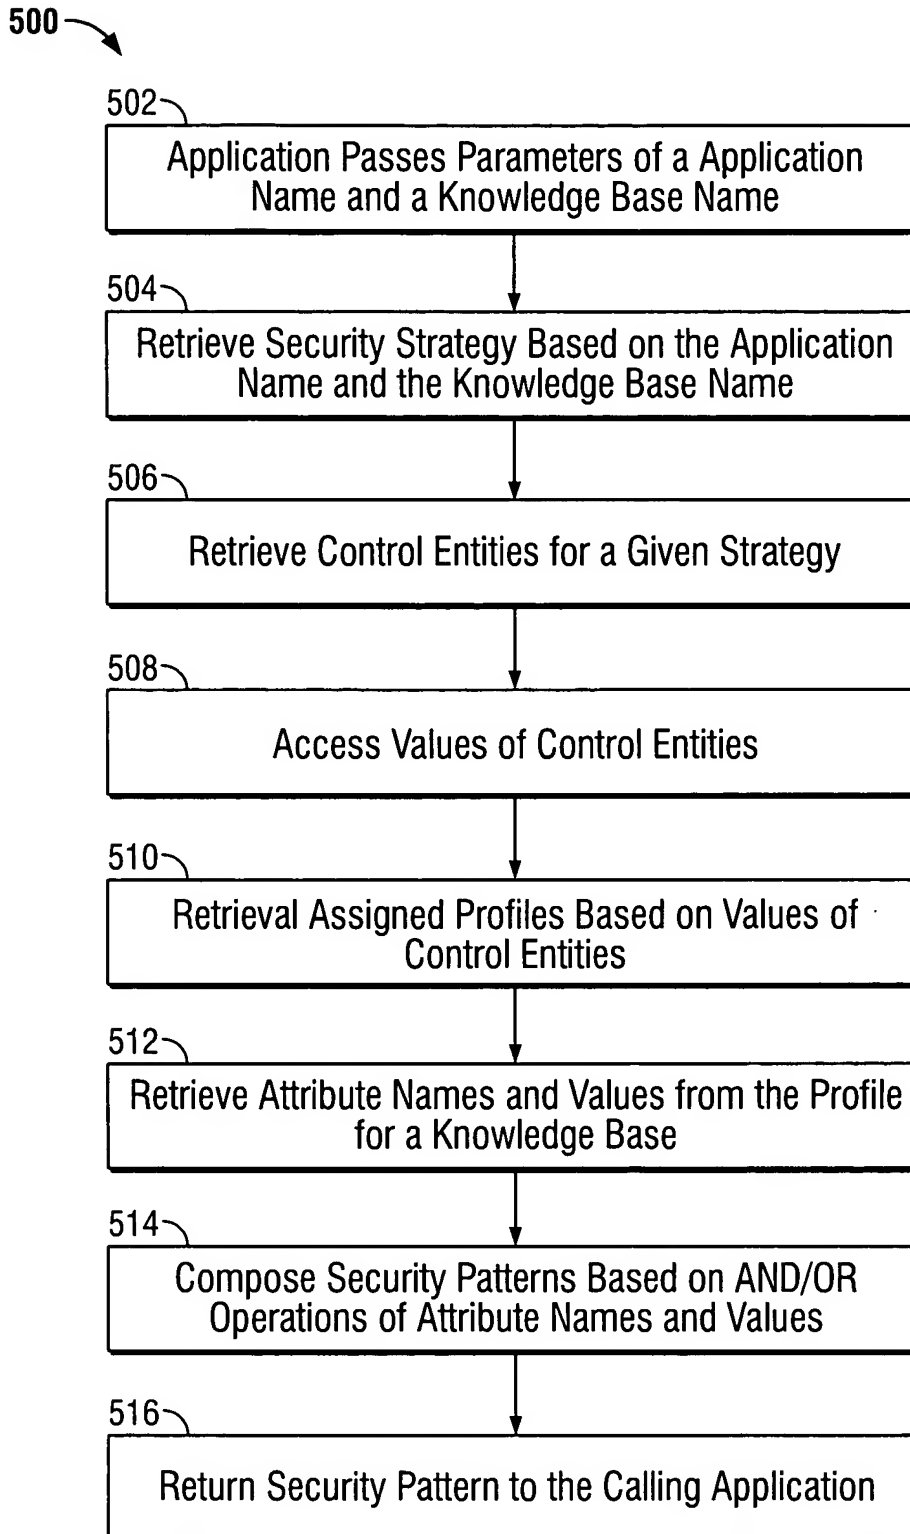 500
502
Application Passes Parameters of a Application
Name and a Knowledge Base Name
504
Retrieve Security Strategy Based on the Application
Name and the Knowledge Base Name
506
Retrieve Control Entities for a Given Strategy
508
Access Values of Control Entities
510
Retrieval Assigned Profiles Based on Values of
Control Entities
512
Retrieve Attribute Names and Values from the Profile
for a Knowledge Base
514
Compose Security Patterns Based on AND/OR
Operations of Attribute Names and Values
516
Return Security Pattern to the Calling Application